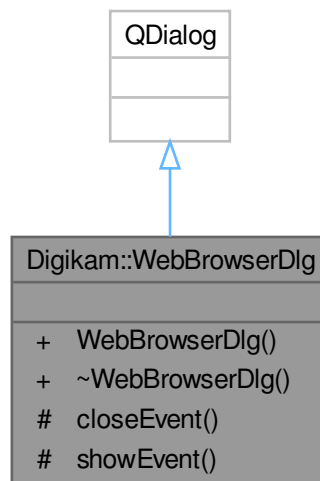 QDialog
Digikam::WebBrowserDlg
+ WebBrowserDlg()
+ ~WebBrowserDlg()
# closeEvent()
# showEvent()